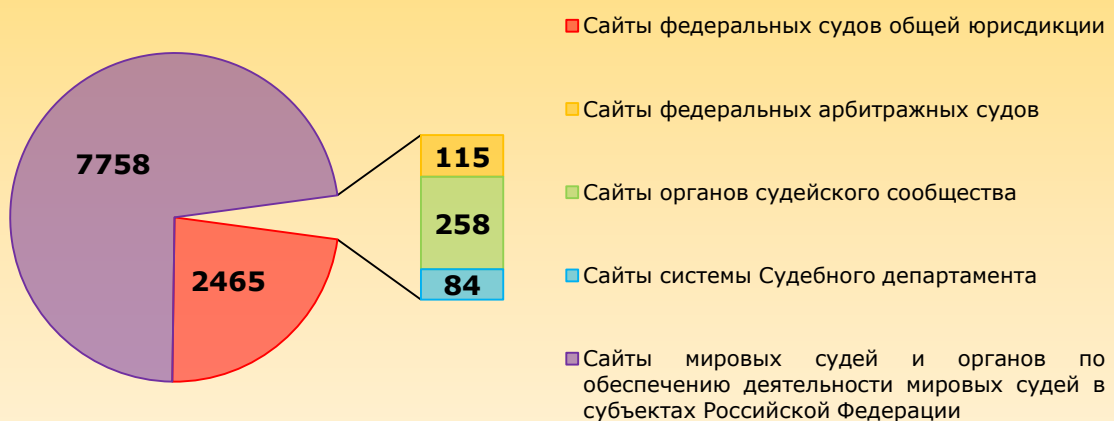 7758
2465
115
258
84
Сайты федеральных судов общей юрисдикции
Сайты федеральных арбитражных судов
Сайты органов судейского сообщества
Сайты системы Судебного департамента
Сайты мировых судей и органов по
обеспечению деятельности мировых судей в
субъектах Российской Федерации